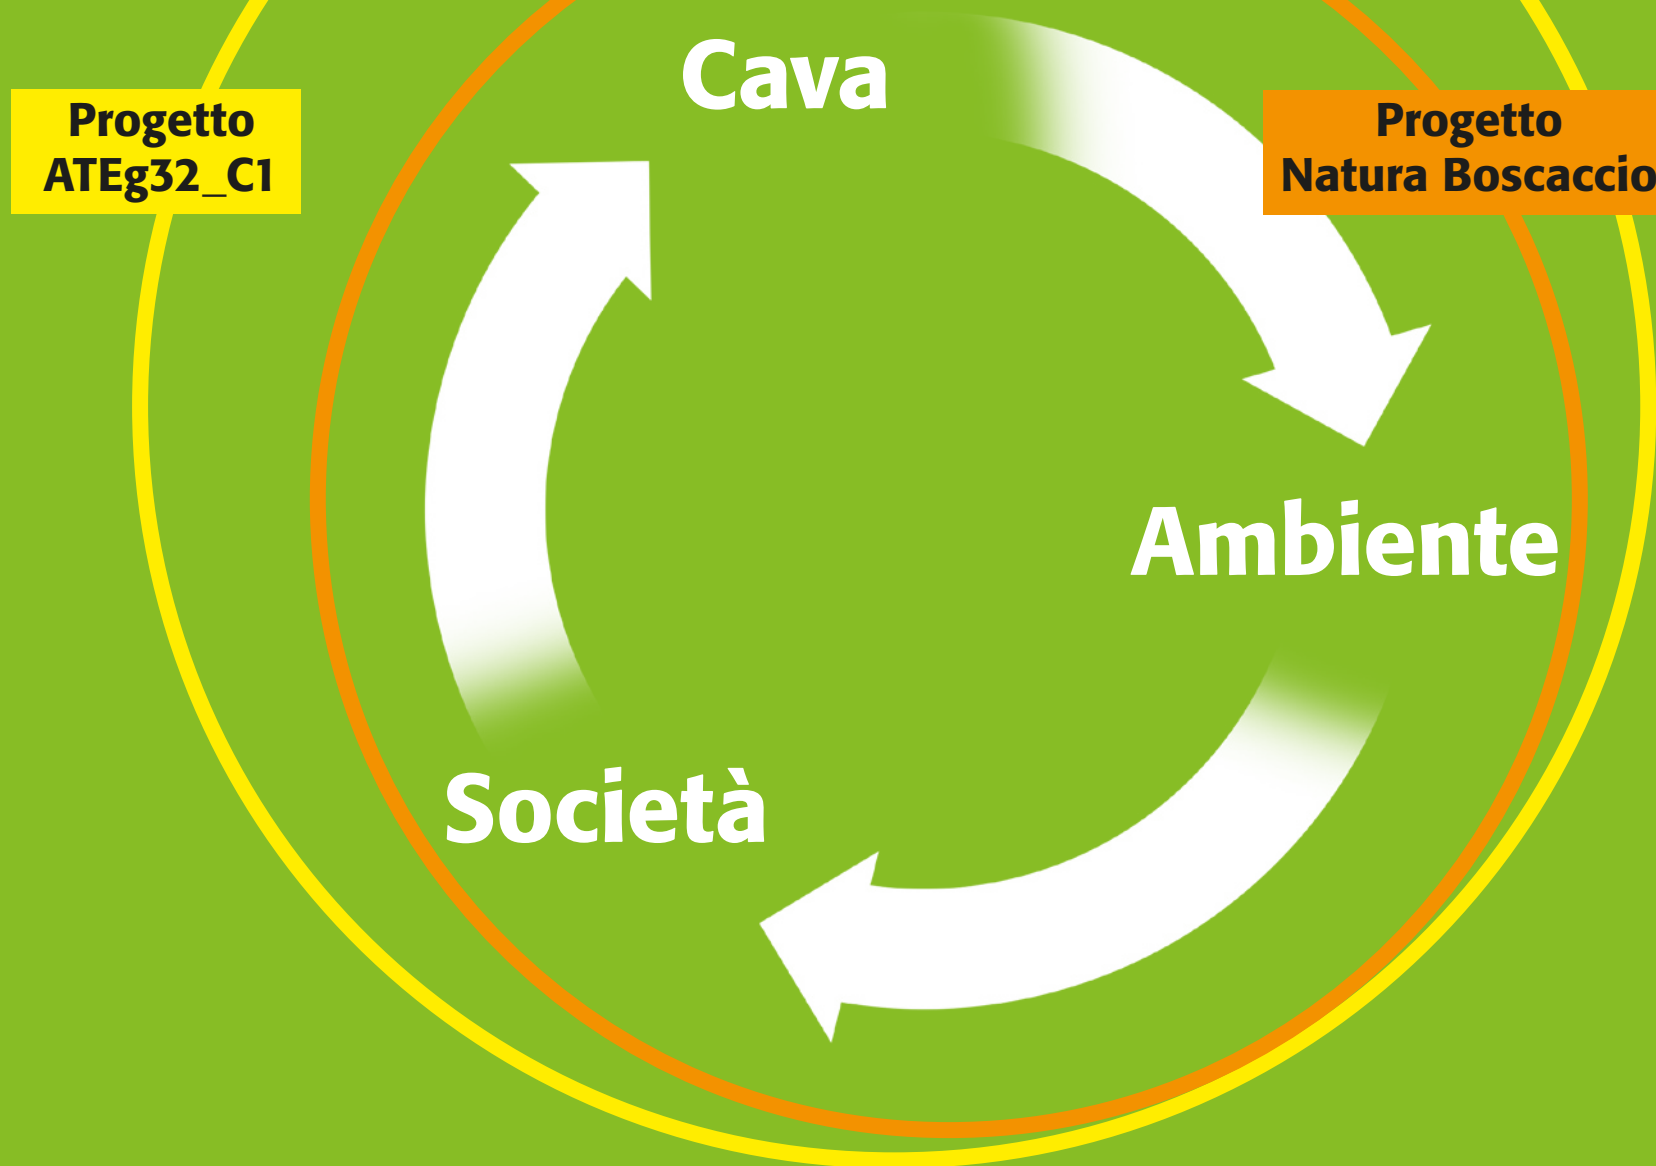 Cava
Progetto
ATEg32_C1
Progetto
Natura Boscaccio
Ambiente
Società